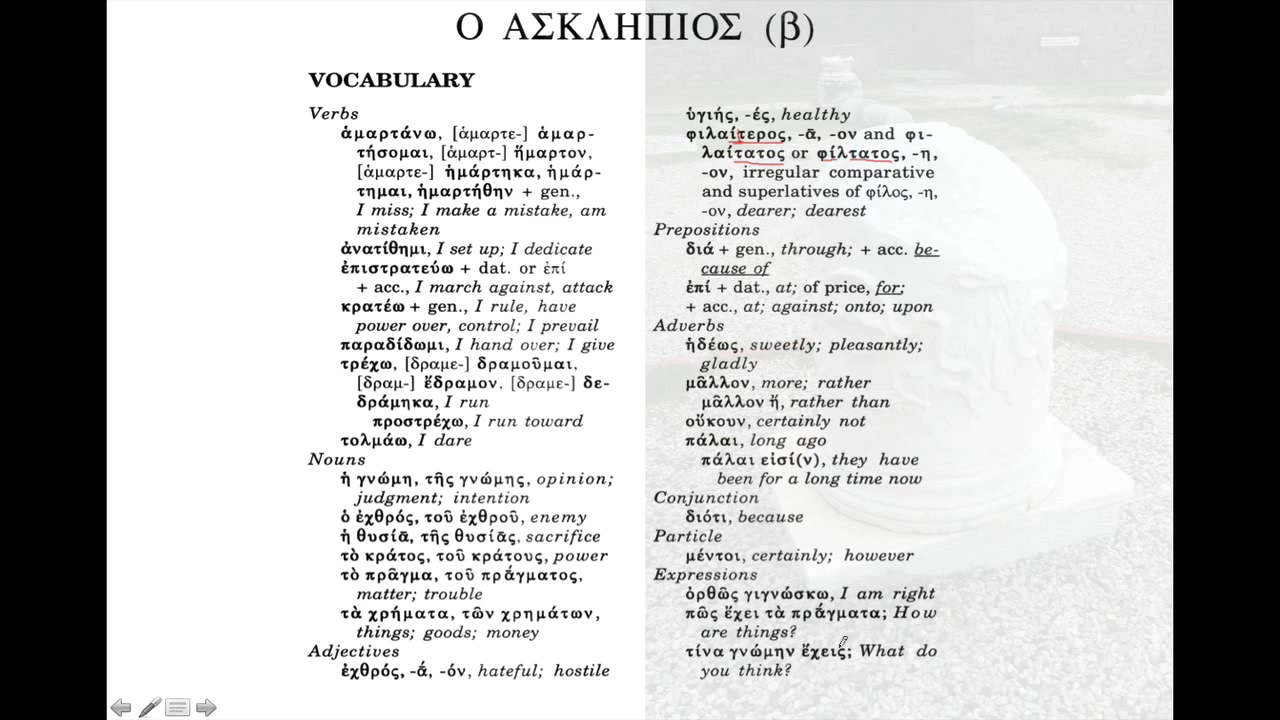 Ο ΑΣΚΛΗΠΙΟΣ (β)
VOCABULARY
Verbs
ἁμαρτάνω, [ἁμαρτε-] ἁμαρ-
τήσομαι, [ἁμαρτ-] ἥμαρτον,
[ἁμαρτε-] ἡμάρτηκα, ἡμάρ-
τημαι, ἡμαρτήθην + gen.,
I miss; I make a mistake, am
mistaken
ἀνατίθημι, I set up; I dedicate
ἐπιστρατεύω + dat. or ἐπί
+ acc., I march against, attack
κρατέω + gen., I rule, have
power over, control; I prevail
παραδίδωμι, I hand over; I give
τρέχω, [δραμε-] δραμοῦμαι,
[δραμ-] ἔδραμον, [δραμε-] δε-
δράμηκα, I run
προστρέχω, I run toward
τολμάω, I dare
Nouns
ἡ γνώμη, τῆς γνώμης, opinion;
judgment; intention
ὁ ἐχθρός, τοῦ ἐχθροῦ, enemy
ἡ θυσίᾱ, τῆς θυσίᾱς, sacrifice
τὸ κράτος, τοῦ κράτους, power
τὸ πρᾶγμα, τοῦ πρᾱ́γματος,
matter; trouble
τὰ χρήματα, τῶν χρημάτων,
things; goods; money
Adjectives
ἐχθρός, -ᾱ́, -όν, hateful; hostile
ὑγιής, -ές, healthy
φιλαίτερος, -ᾱ, -ον and φι-
λαίτατος or φίλτατος, -η,
-ον, irregular comparative
and superlatives of φίλος, -η,
-ον, dearer; dearest
Prepositions
διά + gen., through; + acc. be-
cause of
ἐπί + dat., at; of price, for;
+ acc., at; against; onto; upon
Adverbs
ἡδέως, sweetly; pleasantly;
gladly
μᾶλλον, more; rather
μᾶλλον ἤ, rather than
οὔκουν, certainly not
πάλαι, long ago
πάλαι εἰσί(ν), they have
been for a long time now
Conjunction
διότι, because
Particle
μέντοι, certainly; however
Expressions
ὀρθῶς γιγνώσκω, I am right
πῶς ἔχει τὰ πρᾱ́γματα; How
are things?
τίνα γνώμην ἔχεις; What do
you think?